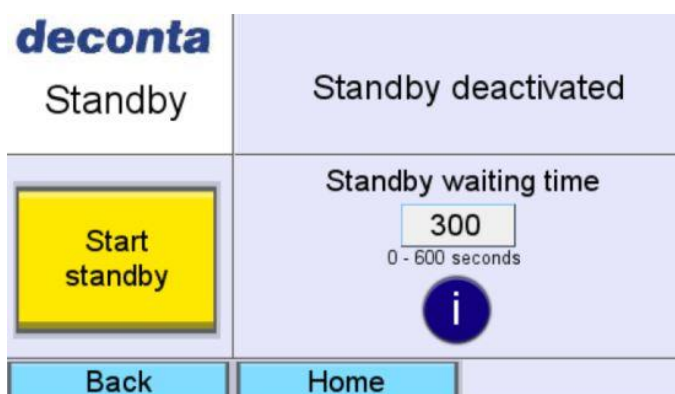 deconta
Standby
Standby deactivated
Start
standby
Standby waiting time
300
0 - 600 seconds
i
Back
Home